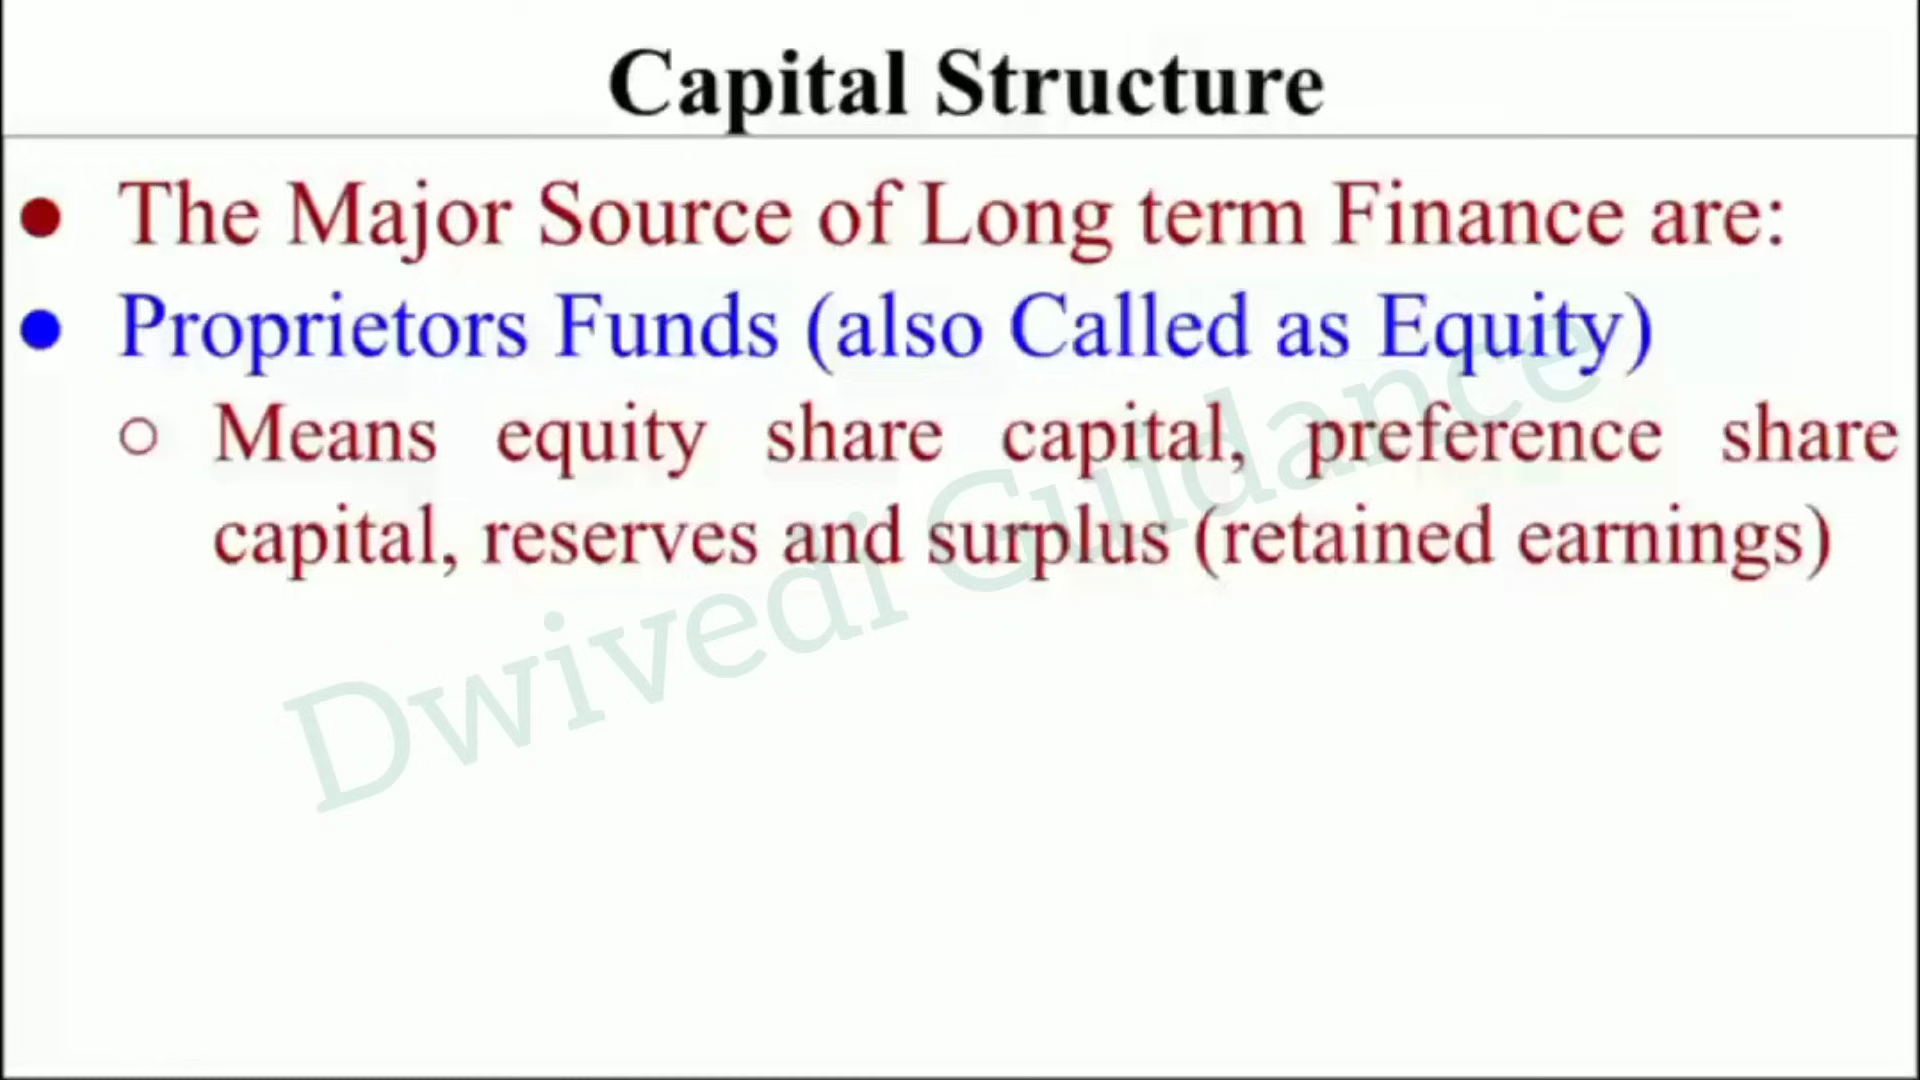 Capital Structure
The Major Source of Long term Finance are:
Proprietors Funds (also Called as Equity)
Means equity share capital, preference share
capital, reserves and surplus (retained earnings)
Dwivedi Guidance